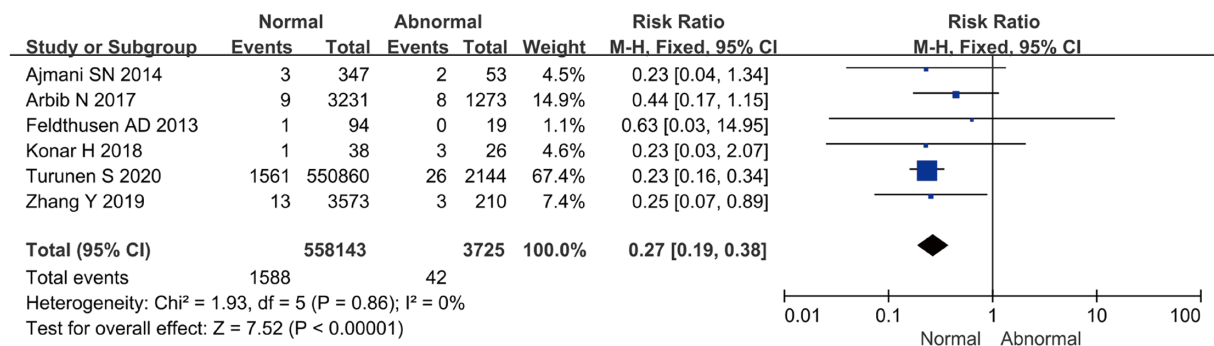 Normal Abnormal Risk Ratio Risk Ratio
Study or Subgroup Events Total Events Total Weight M-H, Fixed, 95% CI M-H, Fixed, 95% CI
Ajmani SN 2014 3 347 2 53 4.5% 0.23 [0.04, 1.34]
Arbib N 2017 9 3231 8 1273 14.9% 0.44 [0.17, 1.15]
Feldthusen AD 2013 1 94 0 19 1.1% 0.63 [0.03, 14.95]
Konar H 2018 1 38 3 26 4.6% 0.23 [0.03, 2.07]
Turunen S 2020 1561 550860 26 2144 67.4% 0.23 [0.16, 0.34]
Zhang Y 2019 13 3573 3 210 7.4% 0.25 [0.07, 0.89]
Total (95% CI) 558143 3725 100.0% 0.27 [0.19, 0.38]
Total events 1588 42
Heterogeneity: Chi² = 1.93, df = 5 (P = 0.86); I² = 0%
Test for overall effect: Z = 7.52 (P < 0.00001)
0.01 0.1 1 10 100
Normal Abnormal